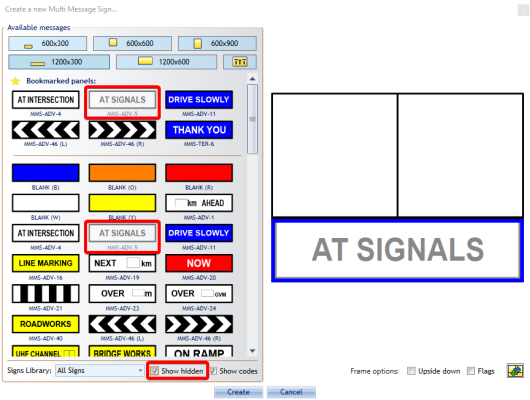 Create a new Multi Message Sign...
Available messages
600x300 600x600 600x900
1200x300 1200x600
Bookmarked panels:
AT INTERSECTION AT SIGNALS DRIVE SLOWLY
MMS-ADV-4 MMS-ADV-5 MMS-ADV-11
THANK YOU
MMS-ADV-46 (L) MMS-ADV-46 (R) MMS-TER-6
BLANK (B) BLANK (O) BLANK (R)
km AHEAD
BLANK (W) BLANK (Y) MMS-ADV-1
AT INTERSECTION AT SIGNALS DRIVE SLOWLY
MMS-ADV-4 MMS-ADV-5 MMS-ADV-11
LINE MARKING NEXT km NOW
MMS-ADV-16 MMS-ADV-19 MMS-ADV-20
OVER m OVER GVM
MMS-ADV-21 MMS-ADV-23 MMS-ADV-24
ROADWORKS
MMS-ADV-40 MMS-ADV-46 (L) MMS-ADV-46 (R)
UHF CHANNEL BRIDGE WORKS ON RAMP
Signs Library: All Signs Show hidden Show codes
AT SIGNALS
Frame options: Upside down Flags
Create Cancel